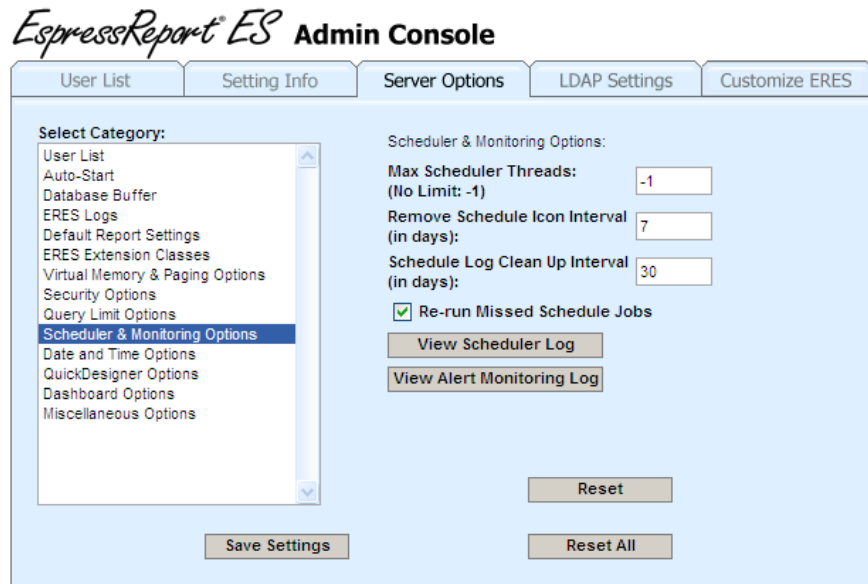 EspressReport® ES Admin Console
User List
Setting Info
Server Options
LDAP Settings
Customize ERES
Select Category:
User List
Auto-Start
Database Buffer
ERES Logs
Default Report Settings
ERES Extension Classes
Virtual Memory & Paging Options
Security Options
Query Limit Options
Scheduler & Monitoring Options
Date and Time Options
QuickDesigner Options
Dashboard Options
Miscellaneous Options
Scheduler & Monitoring Options:
Max Scheduler Threads:
(No Limit: -1)
-1
Remove Schedule Icon Interval
(in days):
7
Schedule Log Clean Up Interval
(in days):
30
Re-run Missed Schedule Jobs
View Scheduler Log
View Alert Monitoring Log
Reset
Save Settings
Reset All